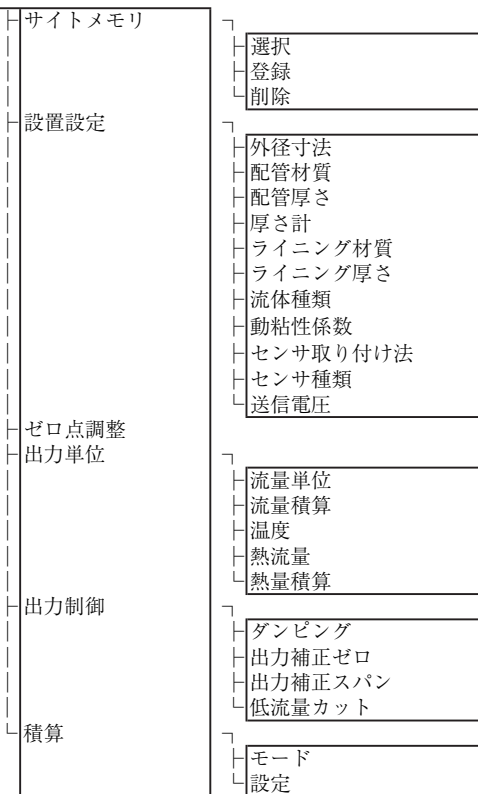 サイトメモリ
選択
登録
削除
設置設定
外径寸法
配管材質
配管厚さ
厚さ計
ライニング材質
ライニング厚さ
流体種類
動粘性係数
センサ取り付け法
センサ種類
送信電圧
ゼロ点調整
出力単位
流量単位
流量積算
温度
熱流量
熱量積算
出力制御
ダンピング
出力補正ゼロ
出力補正スパン
低流量カット
積算
モード
設定